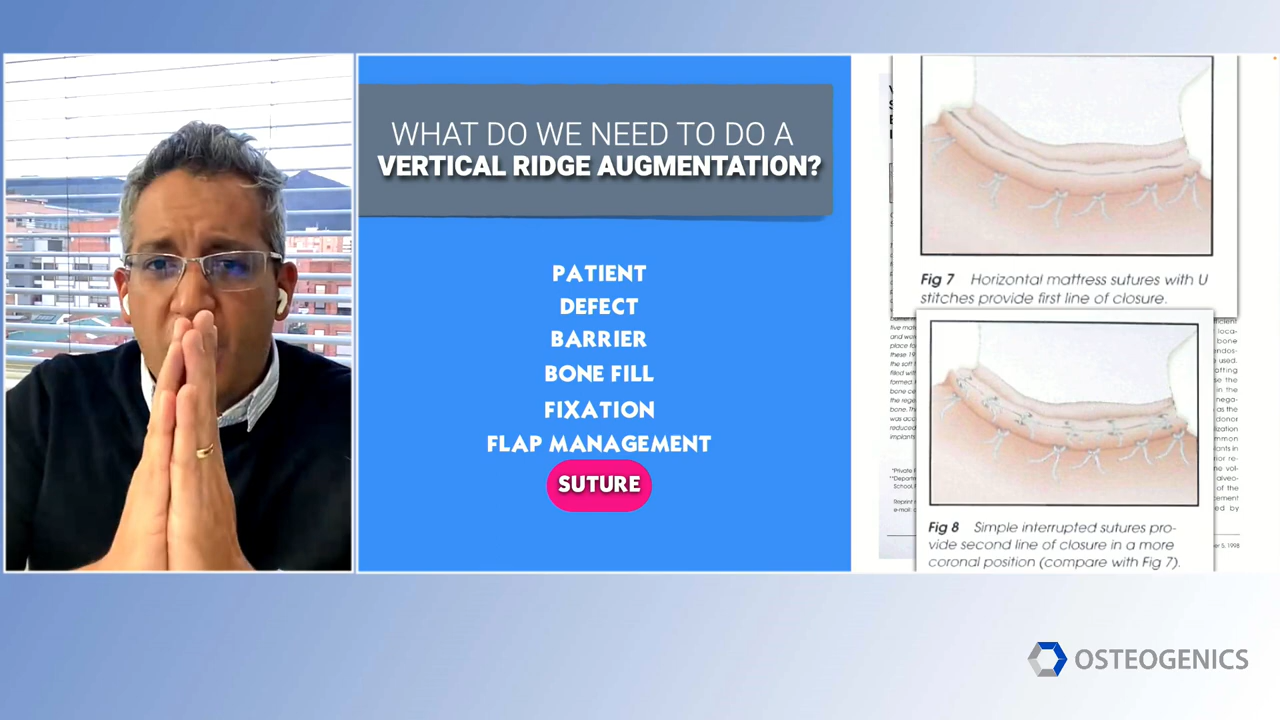 WHAT DO WE NEED TO DO A
VERTICAL RIDGE AUGMENTATION?
PATIENT
DEFECT
BARRIER
BONE FILL
FIXATION
FLAP MANAGEMENT
SUTURE
Fig 7 Horizontal mattress sutures with U
stitches provide first line of closure.
Fig 8 Simple interrupted sutures pro-
vide second line of closure in a more
coronal position (compare with Fig 7).
OSTEOGENICS